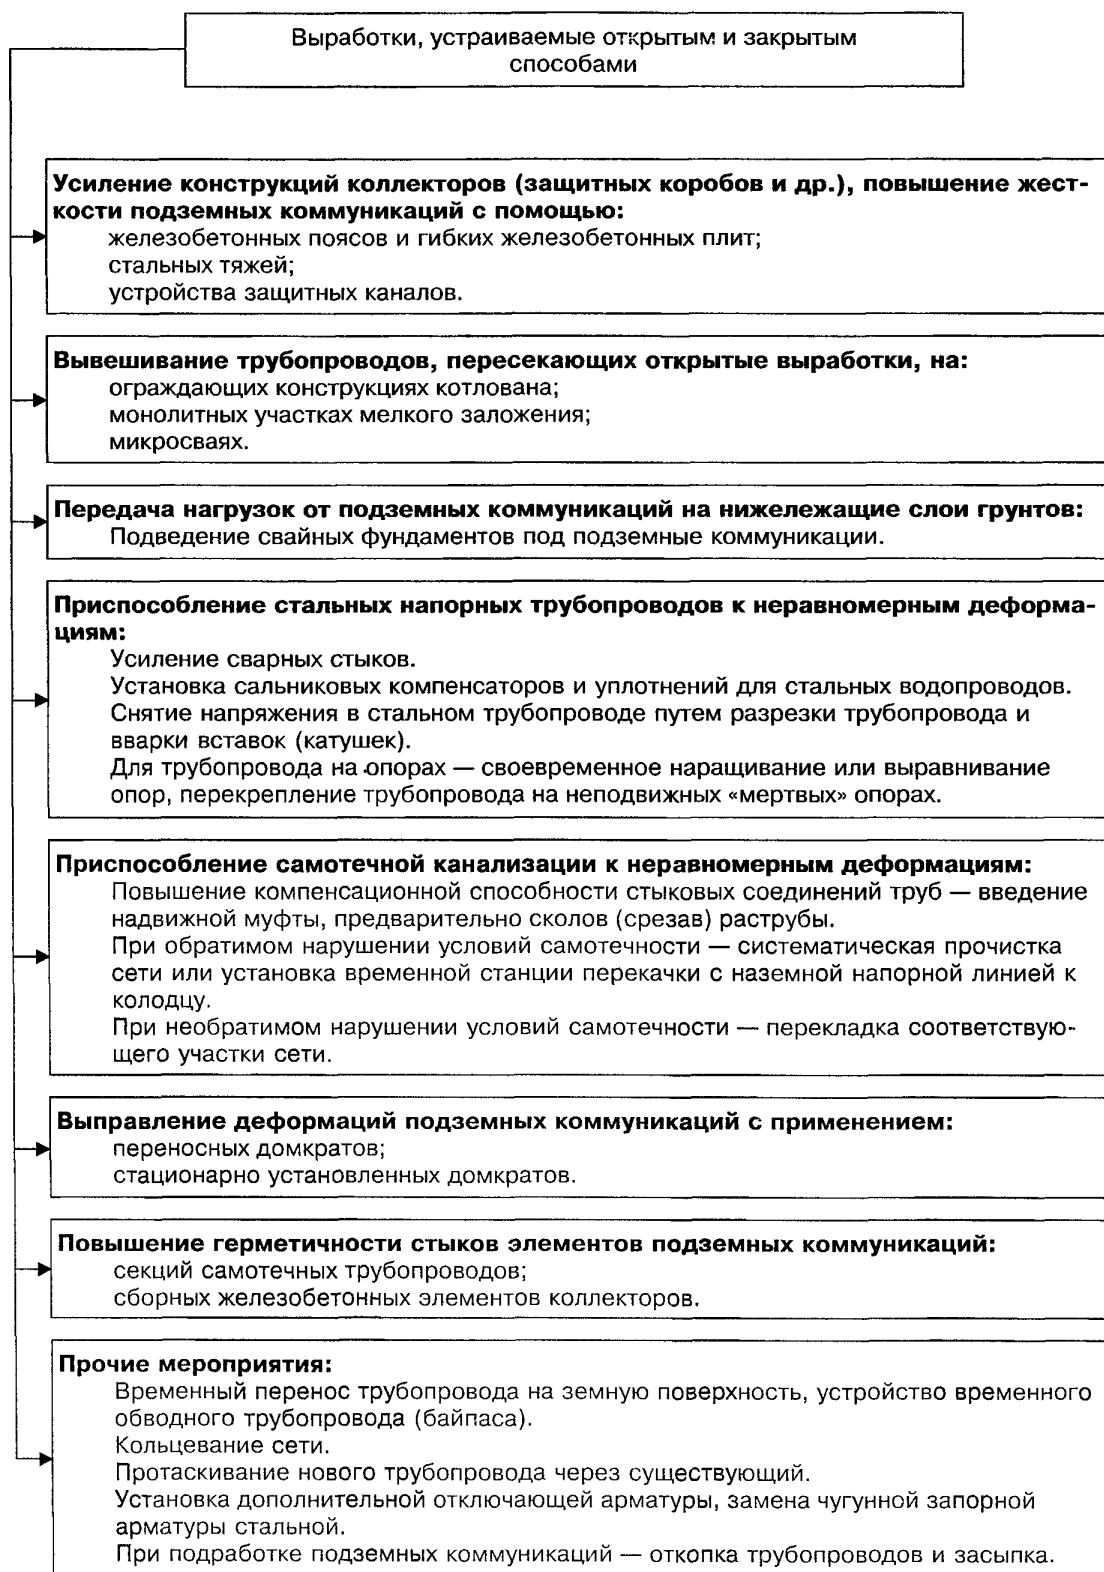 Выработки, устраиваемые открытым и закрытым
способами
Усиление конструкций коллекторов (защитных коробов и др.), повышение жест-
кости подземных коммуникаций с помощью:
железобетонных поясов и гибких железобетонных плит;
стальных тяжей;
устройства защитных каналов.
Вывешивание трубопроводов, пересекающих открытые выработки, на:
ограждающих конструкциях котлована;
монолитных участках мелкого заложения;
микросваях.
Передача нагрузок от подземных коммуникаций на нижележащие слои грунтов:
Подведение свайных фундаментов под подземные коммуникации.
Приспособление стальных напорных трубопроводов к неравномерным деформа-
циям:
Усиление сварных стыков.
Установка сальниковых компенсаторов и уплотнений для стальных водопроводов.
Снятие напряжения в стальном трубопроводе путем разрезки трубопровода и
вварки вставок (катушек).
Для трубопровода на опорах — своевременное наращивание или выравнивание
опор, перекрепление трубопровода на неподвижных «мертвых» опорах.
Приспособление самотечной канализации к неравномерным деформациям:
Повышение компенсационной способности стыковых соединений труб — введение
надвижной муфты, предварительно сколов (срезав) раструбы.
При обратимом нарушении условий самотечности — систематическая прочистка
сети или установка временной станции перекачки с наземной напорной линией к
колодцу.
При необратимом нарушении условий самотечности — перекладка соответствую-
щего участки сети.
Выправление деформаций подземных коммуникаций с применением:
переносных домкратов;
стационарно установленных домкратов.
Повышение герметичности стыков элементов подземных коммуникаций:
секций самотечных трубопроводов;
сборных железобетонных элементов коллекторов.
Прочие мероприятия:
Временный перенос трубопровода на земную поверхность, устройство временного
обводного трубопровода (байпаса).
Кольцевание сети.
Протаскивание нового трубопровода через существующий.
Установка дополнительной отключающей арматуры, замена чугунной запорной
арматуры стальной.
При подработке подземных коммуникаций — откопка трубопроводов и засыпка.